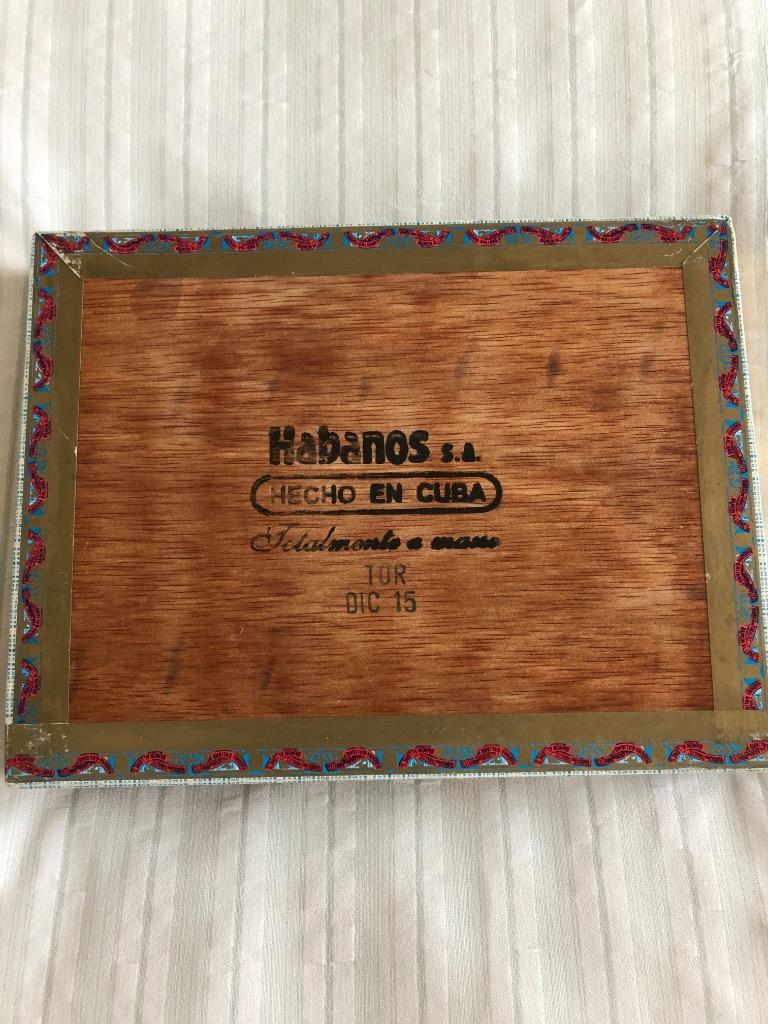 Habanos s.a.
HECHO EN CUBA
Totalmente a mano
TOR
DIC 15